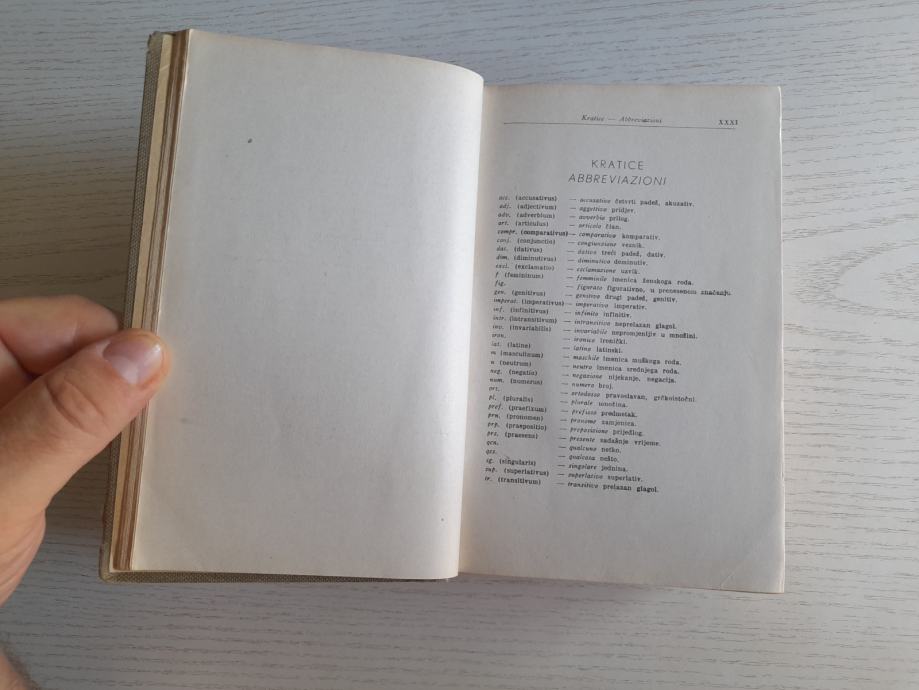 Kratice — Abbreviazioni XXXI
KRATICE
ABBREVIAZIONI
acc. (accusativus) — accusativo četvrti padež, akuzativ.
adj. (adjectivum) — aggettivo pridjev.
adv. (adverbium) — avverbio prilog.
art. (articulus) — articolo član.
compr. (comparativus) — comparativo komparativ.
conj. (conjunctio) — congiunzione veznik.
dat. (dativus) — dativo treći padež, dativ.
dim. (diminutivus) — diminutivo deminutiv.
escl. (exclamatio) — esclamazione uzvik.
f (femininum) — femminile imenica ženskoga roda.
fig. — figurato figurativno, u prenesenom značenju.
gen. (genitivus) — genitivo drugi padež, genitiv.
imperat. (imperativus) — imperativo imperativ.
inf. (infinitivus) — infinito infinitiv.
intr. (intransitivum) — intransitivo neprelazan glagol.
inv. (invariabilis) — invariabile nepromjenljiv u množini.
iron. — ironico ironički.
lat. (latine) — latino latinski.
m (masculinum) — maschile imenica muškoga roda.
n (neutrum) — neutro imenica srednjega roda.
neg. (negatio) — negazione nijekanje, negacija.
num. (numerus) — numero broj.
ort. — ortodosso pravoslavan, grčkoistočni.
pl. (pluralis) — plurale množina.
pref. (praefixum) — prefisso predmetak.
prn. (pronomen) — pronome zamjenica.
prp. (praepositio) — preposizione prijedlog.
prs. (praesens) — presente sadašnje vrijeme.
qcn. — qualcuno netko.
qcs. — qualcosa nešto.
sg. (singularis) — singolare jednina.
sup. (superlativus) — superlativo superlativ.
tr. (transitivum) — transitivo prelazan glagol.